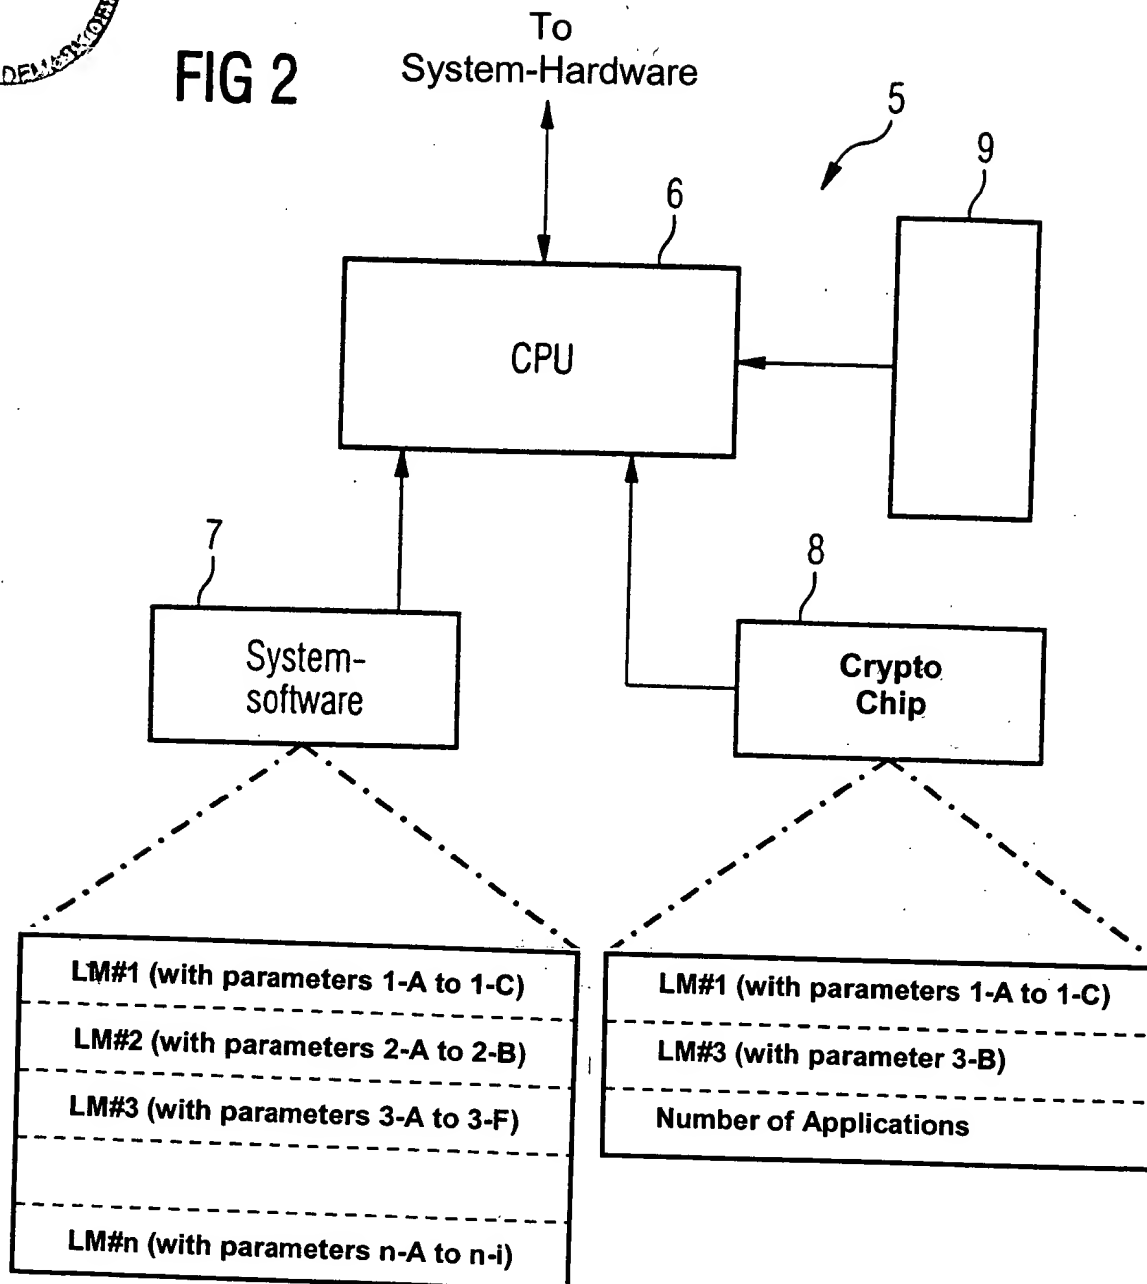 To
System-Hardware
FIG 2
5
9
6
CPU
7
8
System-
software
Crypto
Chip
LM#1 (with parameters 1-A to 1-C)
LM#2 (with parameters 2-A to 2-B)
LM#3 (with parameters 3-A to 3-F)
LM#n (with parameters n-A to n-i)
LM#1 (with parameters 1-A to 1-C)
LM#3 (with parameter 3-B)
Number of Applications